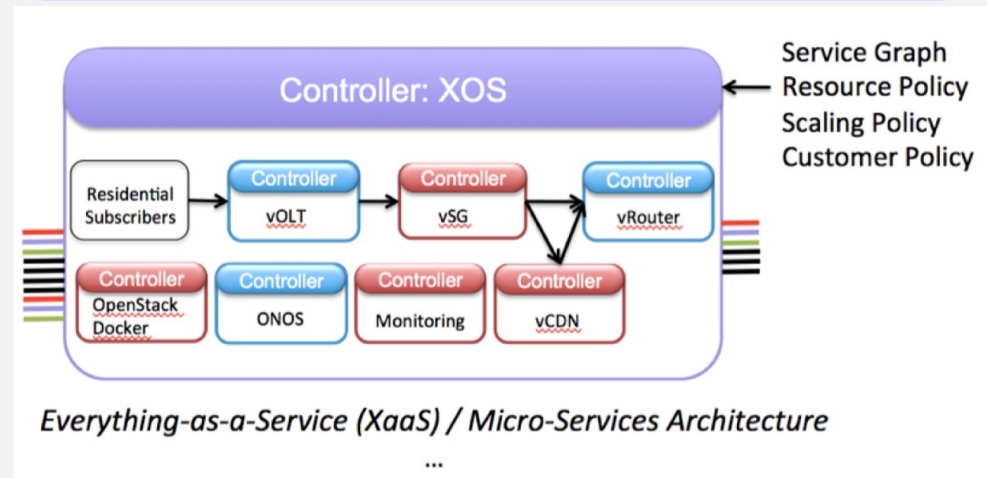 Controller: XOS
Service Graph
Resource Policy
Scaling Policy
Customer Policy
Residential
Subscribers
Controller
vOLT
Controller
vSG
Controller
vRouter
Controller
OpenStack
Docker
Controller
ONOS
Controller
Monitoring
Controller
vCDN
Everything-as-a-Service (XaaS) / Micro-Services Architecture
...